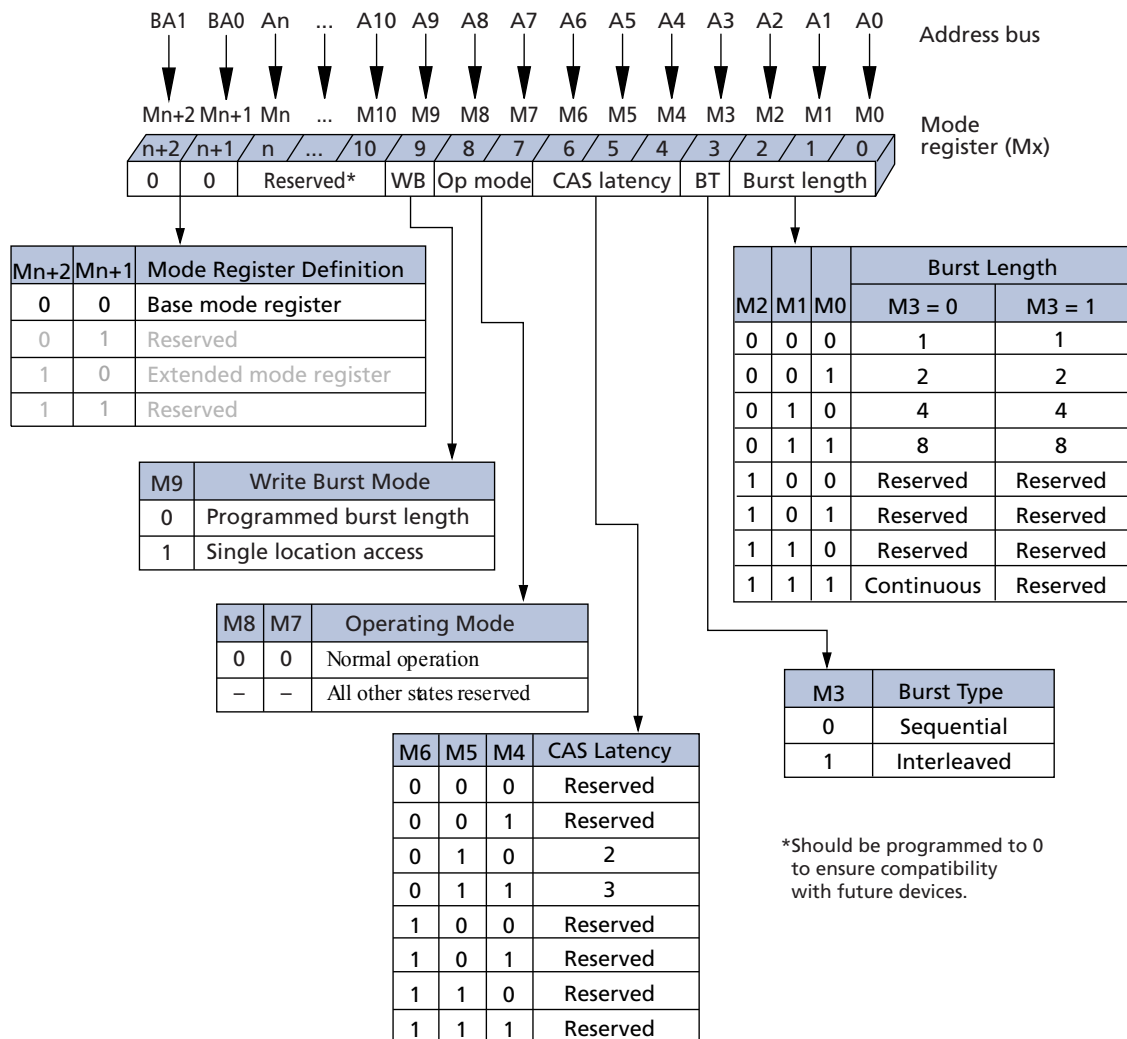 BA1 BA0 An ... A10 A9 A8 A7 A6 A5 A4 A3 A2 A1 A0 Address bus
Mn+2 Mn+1 Mn ... M10 M9 M8 M7 M6 M5 M4 M3 M2 M1 M0 Mode
register (Mx)
n+2 n+1 n ... 10 9 8 7 6 5 4 3 2 1 0
0 0 Reserved* WB Op mode CAS latency BT Burst length
Mn+2 Mn+1 Mode Register Definition
0 0 Base mode register
0 1 Reserved
1 0 Extended mode register
1 1 Reserved
Burst Length
M2 M1 M0 M3 = 0 M3 = 1
0 0 0 1 1
0 0 1 2 2
0 1 0 4 4
0 1 1 8 8
1 0 0 Reserved Reserved
1 0 1 Reserved Reserved
1 1 0 Reserved Reserved
1 1 1 Continuous Reserved
M9 Write Burst Mode
0 Programmed burst length
1 Single location access
M8 M7 Operating Mode
0 0 Normal operation
– – All other states reserved
M3 Burst Type
0 Sequential
1 Interleaved
M6 M5 M4 CAS Latency
0 0 0 Reserved
0 0 1 Reserved
0 1 0 2
0 1 1 3
1 0 0 Reserved
1 0 1 Reserved
1 1 0 Reserved
1 1 1 Reserved
*Should be programmed to 0
to ensure compatibility
with future devices.